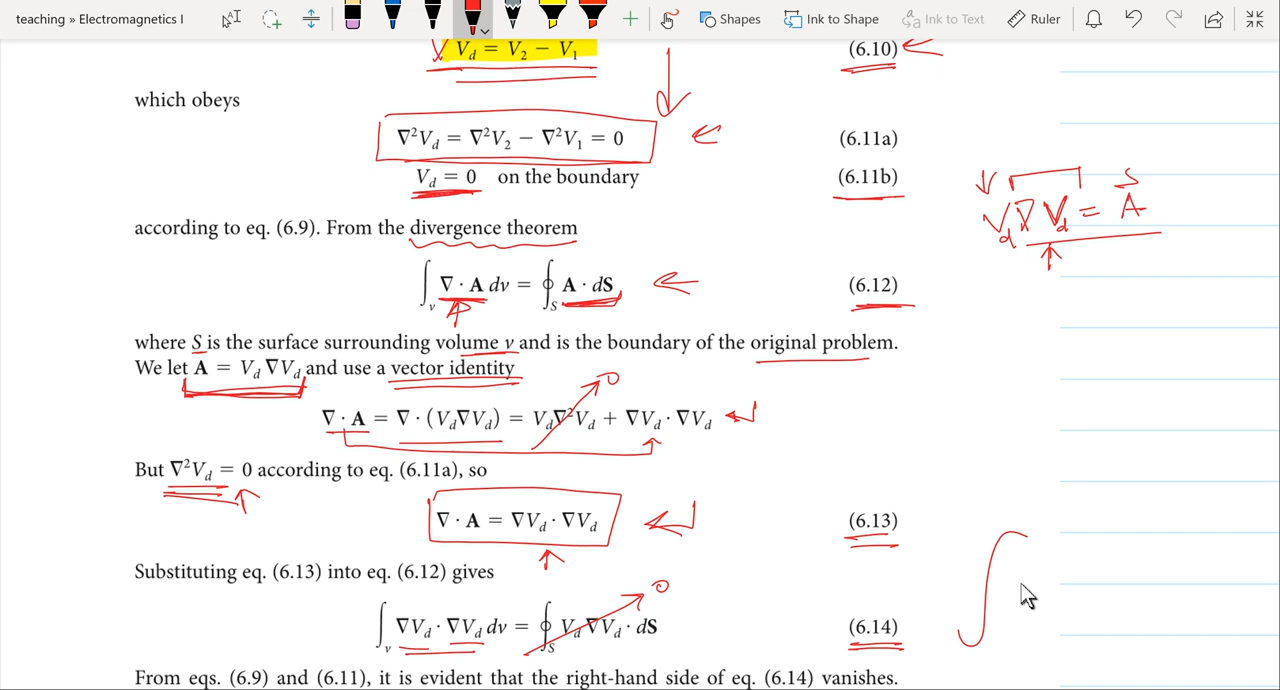 teaching » Electromagnetics I
Shapes Ink to Shape Ink to Text Ruler
V_d = V_2 − V_1 (6.10)
which obeys
∇²V_d = ∇²V_2 − ∇²V_1 = 0 (6.11a)
V_d = 0 on the boundary (6.11b)
V_d ∇ V_d = A
according to eq. (6.9). From the divergence theorem
∫_v ∇ · A dv = ∮_S A · dS (6.12)
where S is the surface surrounding volume v and is the boundary of the original problem.
We let A = V_d ∇V_d and use a vector identity
0
∇ · A = ∇ · (V_d∇V_d) = V_d∇²V_d + ∇V_d · ∇V_d
But ∇²V_d = 0 according to eq. (6.11a), so
∇ · A = ∇V_d · ∇V_d (6.13)
Substituting eq. (6.13) into eq. (6.12) gives
0
∫_v ∇V_d · ∇V_d dv = ∮_S V_d ∇V_d · dS (6.14)
∫
From eqs. (6.9) and (6.11), it is evident that the right-hand side of eq. (6.14) vanishes.